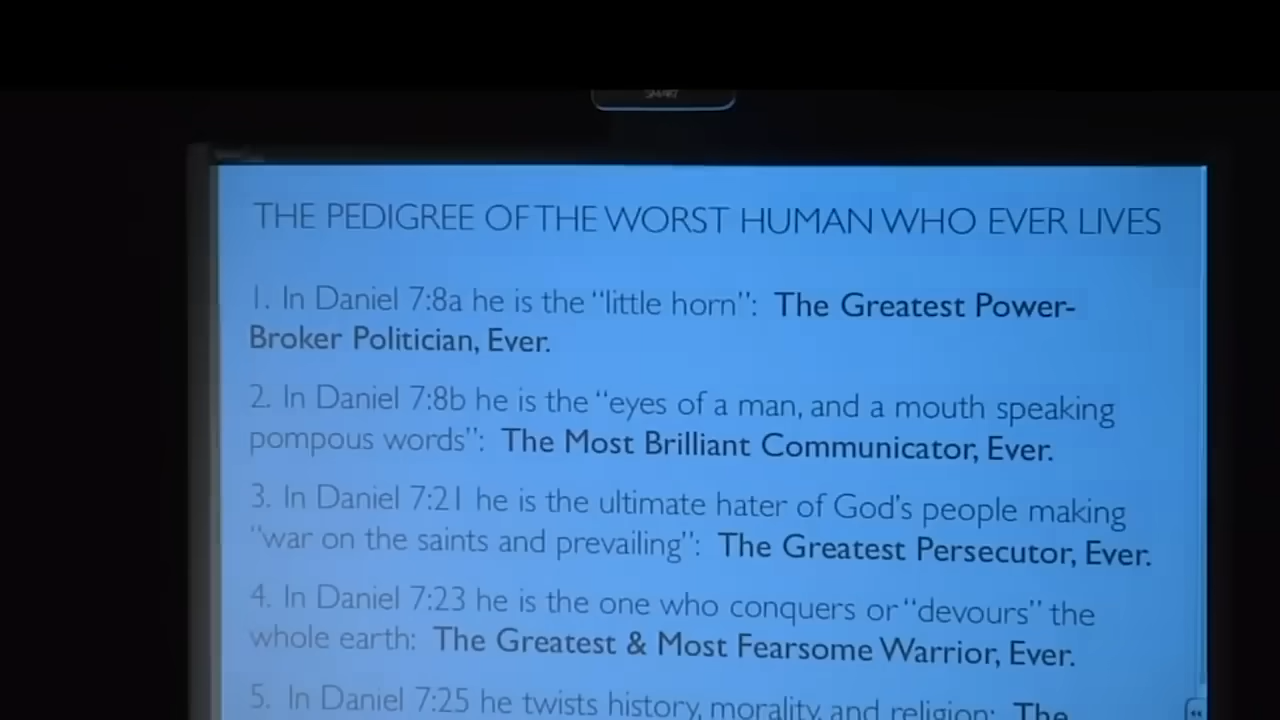 SMART
THE PEDIGREE OF THE WORST HUMAN WHO EVER LIVES
1. In Daniel 7:8a he is the “little horn”: The Greatest Power-
Broker Politician, Ever.
2. In Daniel 7:8b he is the “eyes of a man, and a mouth speaking
pompous words”: The Most Brilliant Communicator, Ever.
3. In Daniel 7:21 he is the ultimate hater of God’s people making
“war on the saints and prevailing”: The Greatest Persecutor, Ever.
4. In Daniel 7:23 he is the one who conquers or “devours” the
whole earth: The Greatest & Most Fearsome Warrior, Ever.
5. In Daniel 7:25 he twists history, morality, and religion: The